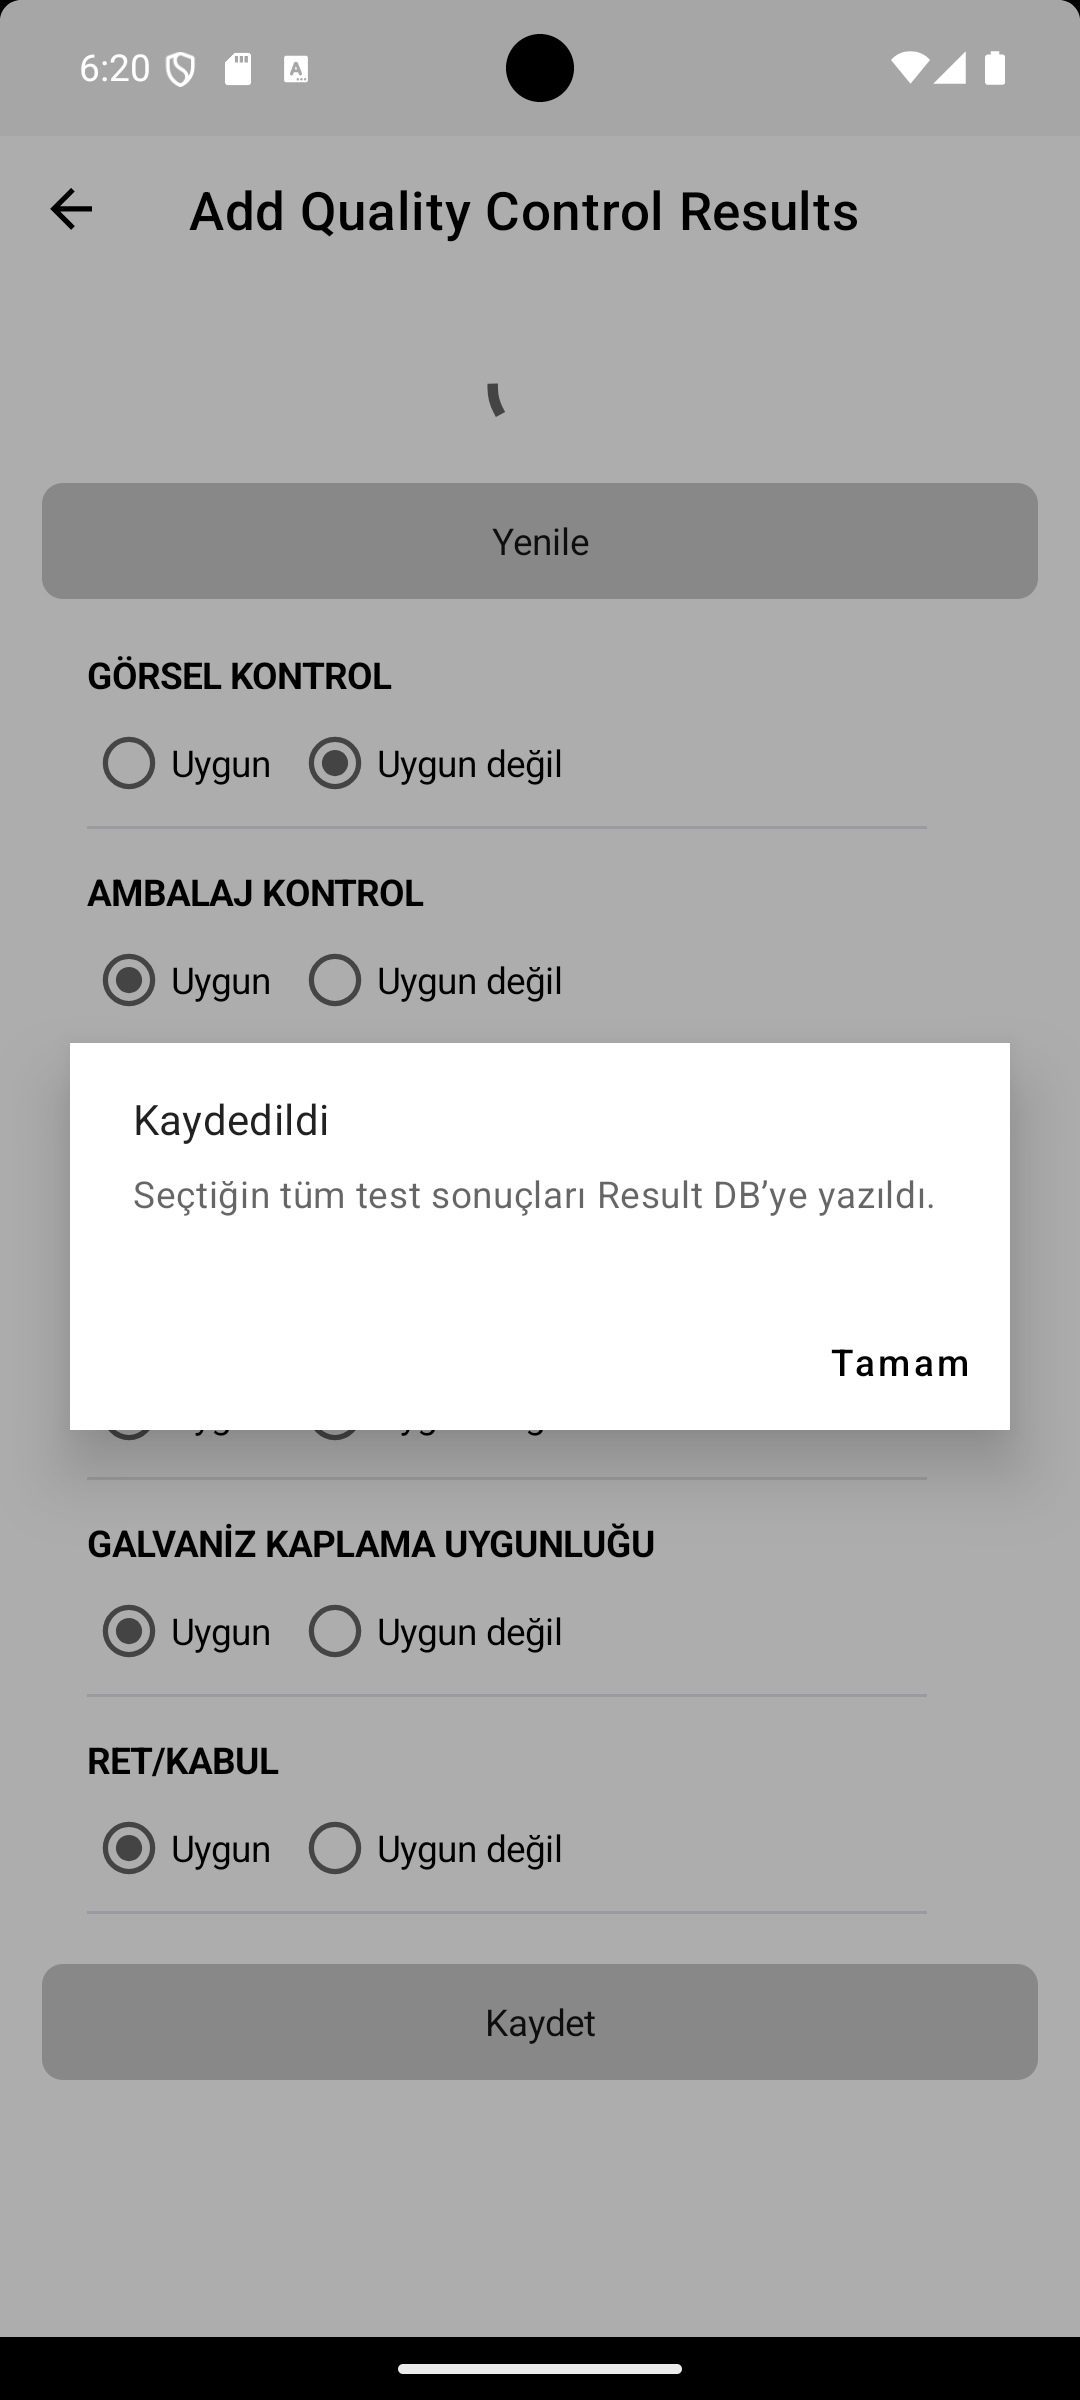 6:20
Add Quality Control Results
Yenile
GÖRSEL KONTROL
Uygun Uygun değil
AMBALAJ KONTROL
Uygun Uygun değil
Kaydedildi
Seçtiğin tüm test sonuçları Result DB’ye yazıldı.
Tamam
GALVANİZ KAPLAMA UYGUNLUĞU
Uygun Uygun değil
RET/KABUL
Uygun Uygun değil
Kaydet